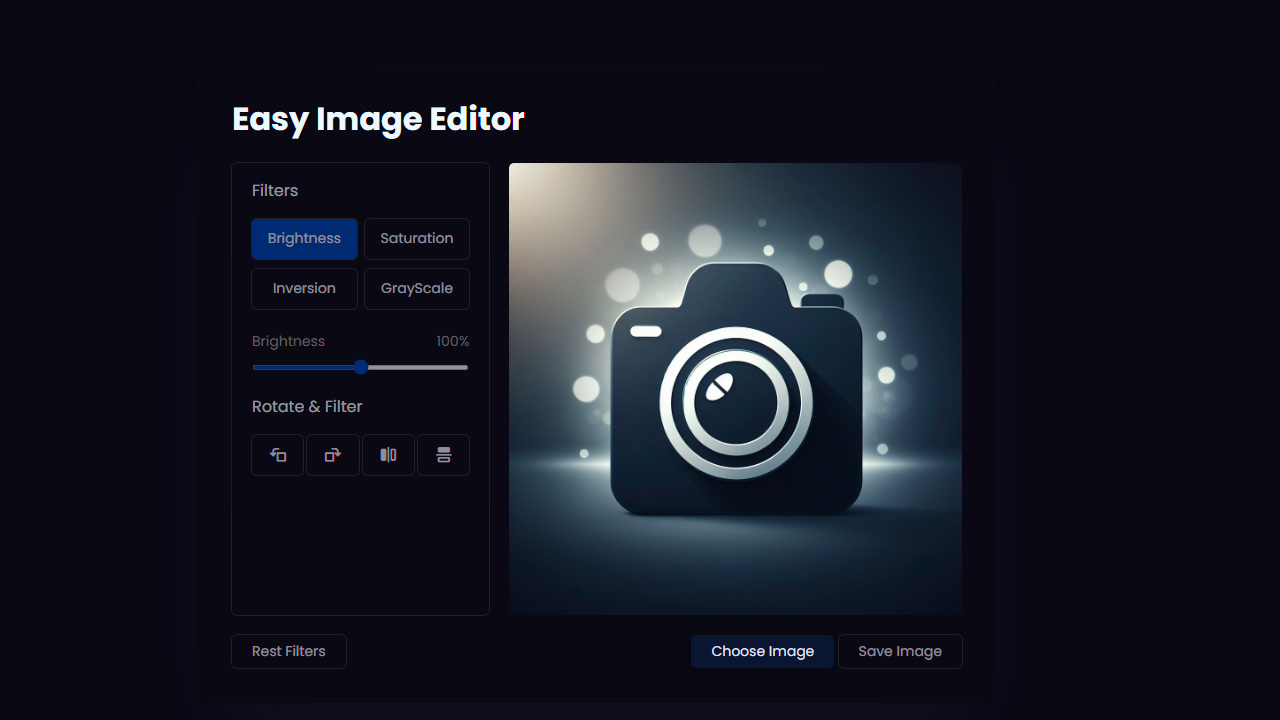 Easy Image Editor
Filters
Brightness Saturation
Inversion GrayScale
Brightness 100%
Rotate & Filter
Rest Filters Choose Image Save Image